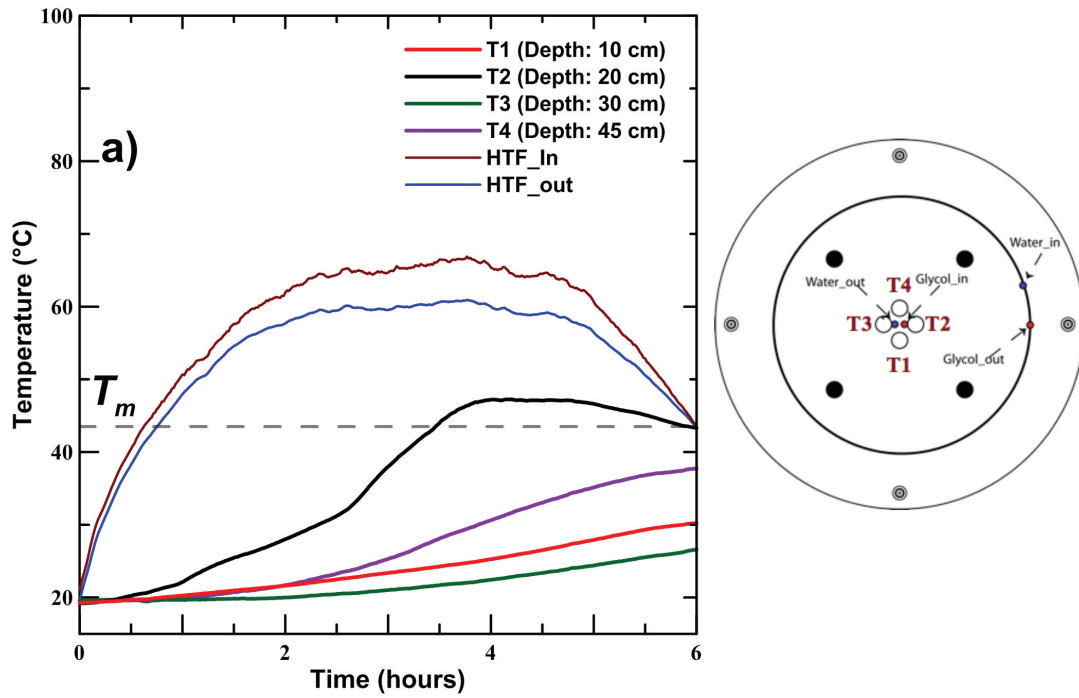 100
80
60
40
20
Temperature (°C)
a)
T1 (Depth: 10 cm)
T2 (Depth: 20 cm)
T3 (Depth: 30 cm)
T4 (Depth: 45 cm)
HTF_In
HTF_out
Tm
0
2
4
6
Time (hours)
Water_in
Water_out
Glycol_in
T4
T3
T2
T1
Glycol_out